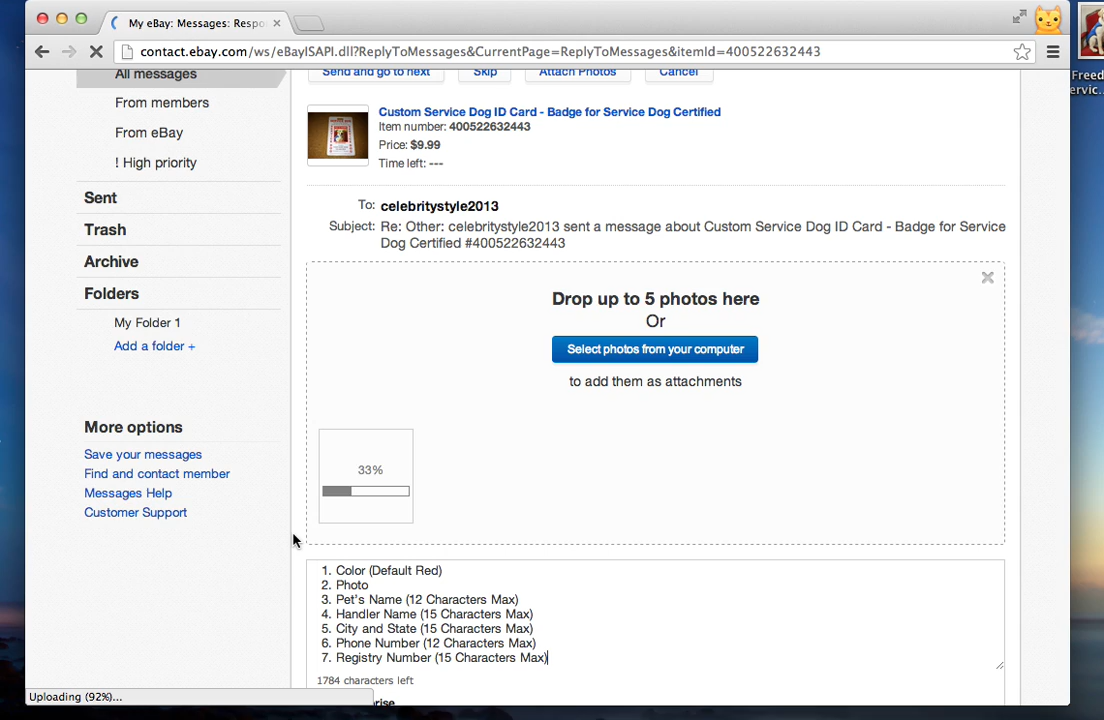 My eBay: Messages: Respo
contact.ebay.com/ws/eBayISAPI.dll?ReplyToMessages&CurrentPage=ReplyToMessages&itemId=400522632443
All messages
From members
From eBay
! High priority
Sent
Trash
Archive
Folders
My Folder 1
Add a folder +
More options
Save your messages
Find and contact member
Messages Help
Customer Support
Send and go to next
Skip
Attach Photos
Cancel
Custom Service Dog ID Card - Badge for Service Dog Certified
Item number: 400522632443
Price: $9.99
Time left: ---
To: celebritystyle2013
Subject: Re: Other: celebritystyle2013 sent a message about Custom Service Dog ID Card - Badge for Service
Dog Certified #400522632443
Drop up to 5 photos here
Or
Select photos from your computer
to add them as attachments
33%
1. Color (Default Red)
2. Photo
3. Pet's Name (12 Characters Max)
4. Handler Name (15 Characters Max)
5. City and State (15 Characters Max)
6. Phone Number (12 Characters Max)
7. Registry Number (15 Characters Max)
1784 characters left
Uploading (92%)...
Freed
ervic...